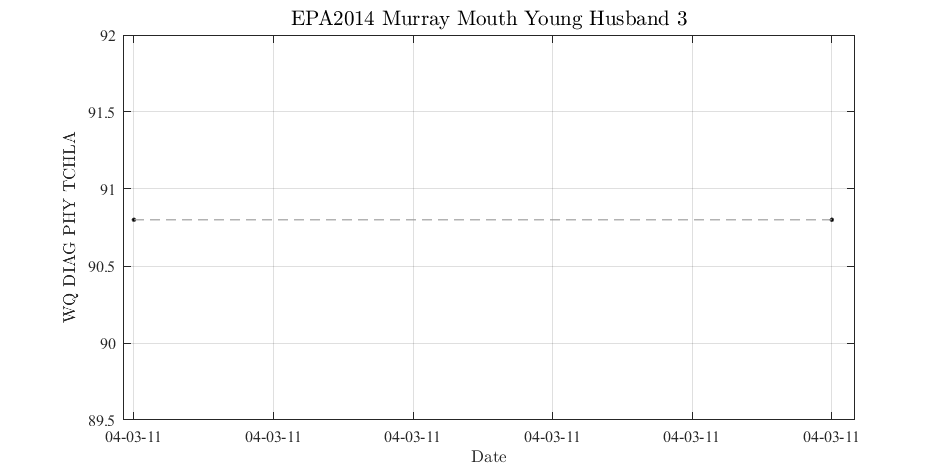 EPA2014 Murray Mouth Young Husband 3
92
91.5
91
90.5
90
89.5
WQ DIAG PHY TCHLA
04-03-11 04-03-11 04-03-11 04-03-11 04-03-11 04-03-11
Date